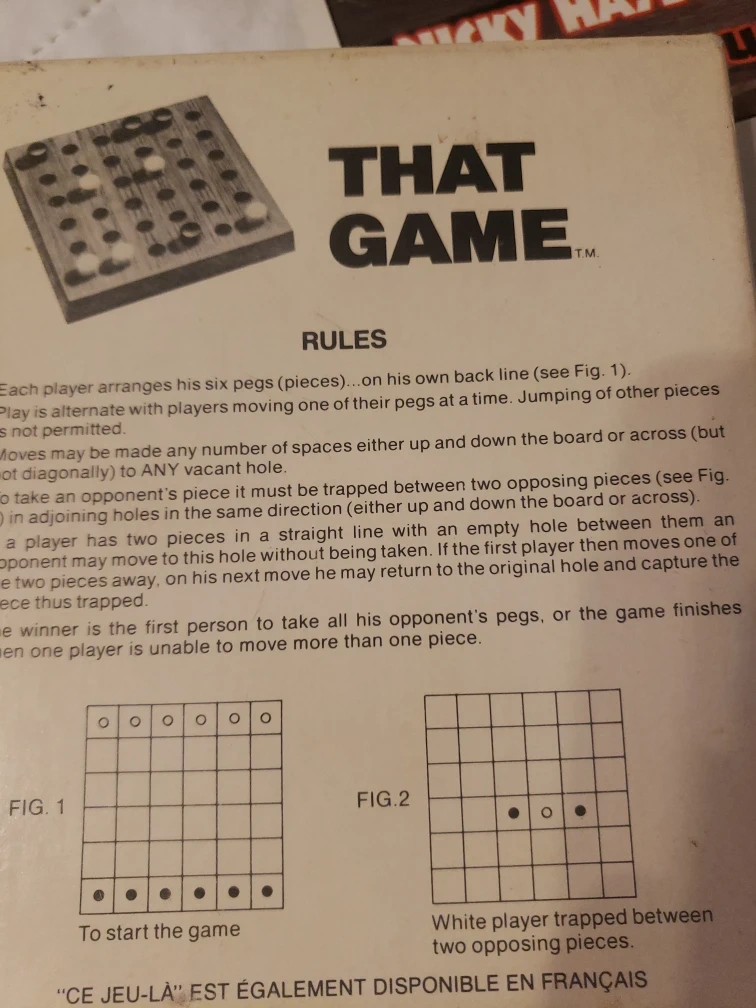 NICKY HA
THAT
GAME T.M.
RULES
Each player arranges his six pegs (pieces)...on his own back line (see Fig. 1).
Play is alternate with players moving one of their pegs at a time. Jumping of other pieces
s not permitted.
Moves may be made any number of spaces either up and down the board or across (but
ot diagonally) to ANY vacant hole.
o take an opponent's piece it must be trapped between two opposing pieces (see Fig.
) in adjoining holes in the same direction (either up and down the board or across).
a player has two pieces in a straight line with an empty hole between them an
pponent may move to this hole without being taken. If the first player then moves one of
e two pieces away, on his next move he may return to the original hole and capture the
iece thus trapped.
e winner is the first person to take all his opponent's pegs, or the game finishes
hen one player is unable to move more than one piece.
FIG. 1
FIG.2
To start the game
White player trapped between
two opposing pieces.
"CE JEU-LÀ" EST ÉGALEMENT DISPONIBLE EN FRANÇAIS